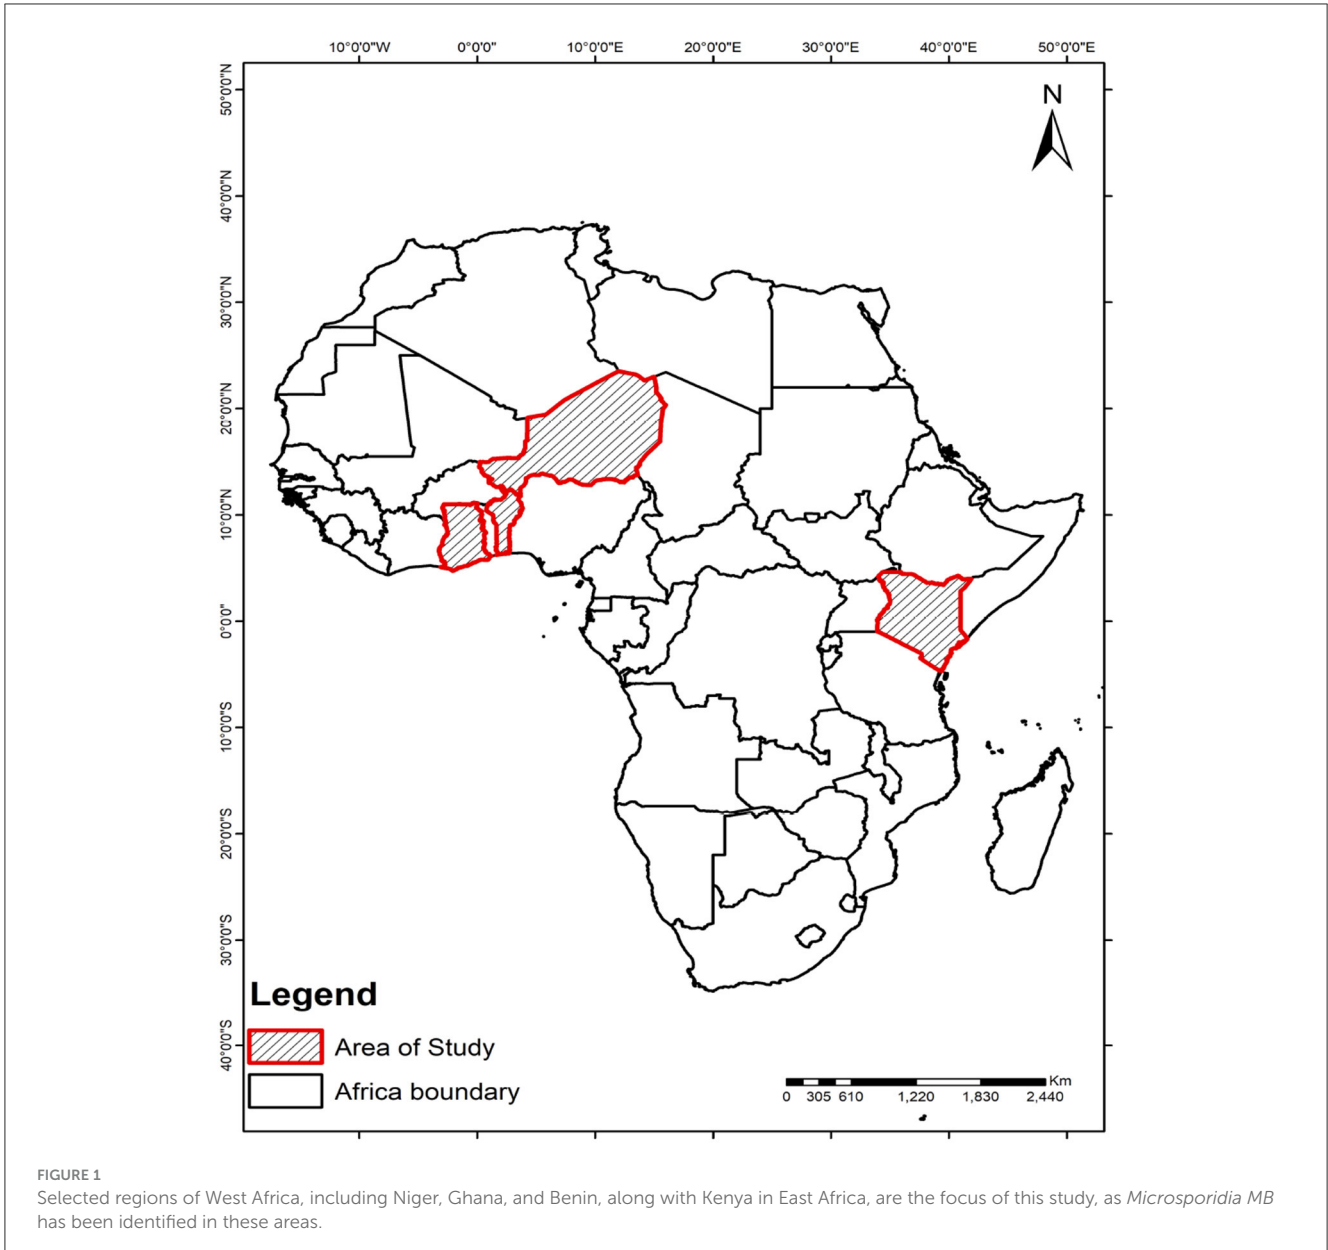 10°0'0"W 0°0'0" 10°0'0"E 20°0'0"E 30°0'0"E 40°0'0"E 50°0'0"E
50°0'0"N
40°0'0"N
30°0'0"N
20°0'0"N
10°0'0"N
0°0'0"
10°0'0"S
20°0'0"S
30°0'0"S
40°0'0"S
N
Legend
Area of Study
Africa boundary
Km
0 305 610 1,220 1,830 2,440
FIGURE 1
Selected regions of West Africa, including Niger, Ghana, and Benin, along with Kenya in East Africa, are the focus of this study, as Microsporidia MB
has been identified in these areas.